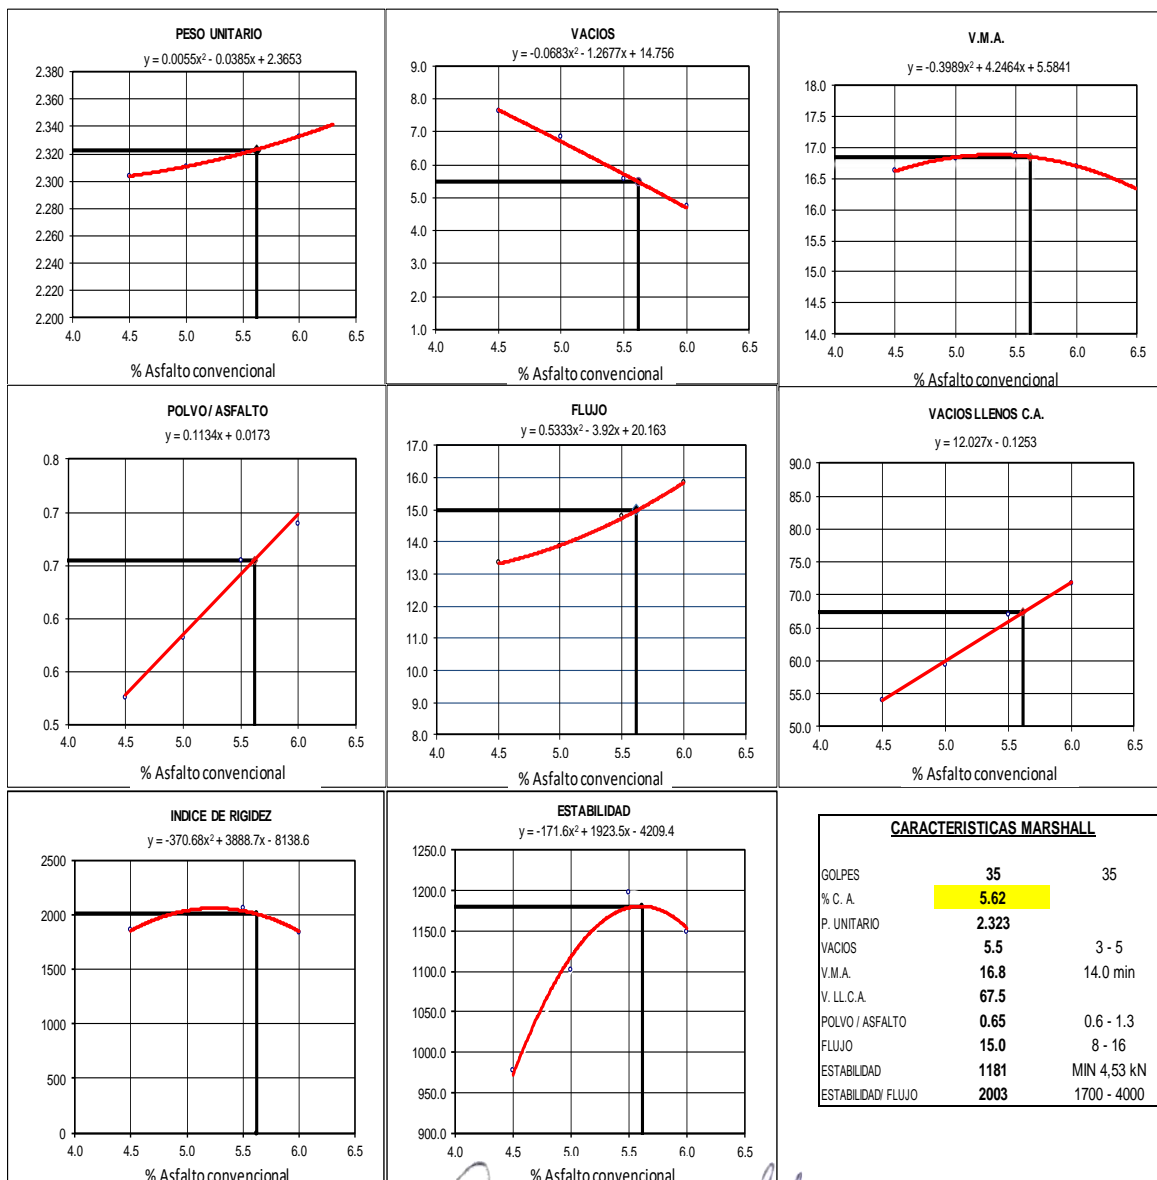 PESO UNITARIO
y = 0.0055x² - 0.0385x + 2.3653
2.380
2.360
2.340
2.320
2.300
2.280
2.260
2.240
2.220
2.200
4.0 4.5 5.0 5.5 6.0 6.5
% Asfalto convencional
VACIOS
y = -0.0683x² - 1.2677x + 14.756
9.0
8.0
7.0
6.0
5.0
4.0
3.0
2.0
1.0
4.0 4.5 5.0 5.5 6.0 6.5
% Asfalto convencional
V.M.A.
y = -0.3989x² + 4.2464x + 5.5841
18.0
17.5
17.0
16.5
16.0
15.5
15.0
14.5
14.0
4.0 4.5 5.0 5.5 6.0 6.5
% Asfalto convencional
POLVO / ASFALTO
y = 0.1134x + 0.0173
0.8
0.7
0.7
0.6
0.6
0.5
4.0 4.5 5.0 5.5 6.0 6.5
% Asfalto convencional
FLUJO
y = 0.5333x² - 3.92x + 20.163
17.0
16.0
15.0
14.0
13.0
12.0
11.0
10.0
9.0
8.0
4.0 4.5 5.0 5.5 6.0 6.5
% Asfalto convencional
VACIOS LLENOS C.A.
y = 12.027x - 0.1253
90.0
85.0
80.0
75.0
70.0
65.0
60.0
55.0
50.0
4.0 4.5 5.0 5.5 6.0 6.5
% Asfalto convencional
INDICE DE RIGIDEZ
y = -370.68x² + 3888.7x - 8138.6
2500
2000
1500
1000
500
0
4.0 4.5 5.0 5.5 6.0 6.5
% Asfalto convencional
ESTABILIDAD
y = -171.6x² + 1923.5x - 4209.4
1250.0
1200.0
1150.0
1100.0
1050.0
1000.0
950.0
900.0
4.0 4.5 5.0 5.5 6.0 6.5
% Asfalto convencional
CARACTERISTICAS MARSHALL
GOLPES 35 35
% C. A. 5.62
P. UNITARIO 2.323
VACIOS 5.5 3 - 5
V.M.A. 16.8 14.0 min
V. LL.C.A. 67.5
POLVO / ASFALTO 0.65 0.6 - 1.3
FLUJO 15.0 8 - 16
ESTABILIDAD 1181 MIN 4,53 kN
ESTABILIDAD/ FLUJO 2003 1700 - 4000